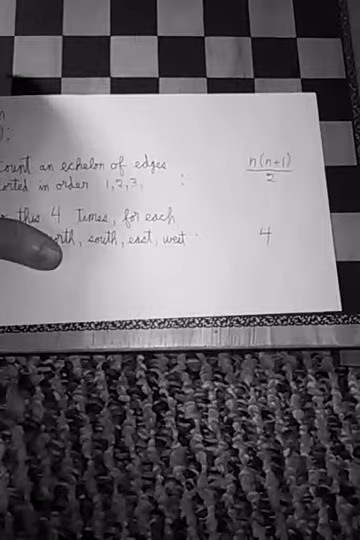 n
):
count an echelon of edges n(n+1)/2
in order 1,2,3, :
this 4 times, for each
south, east, west 4